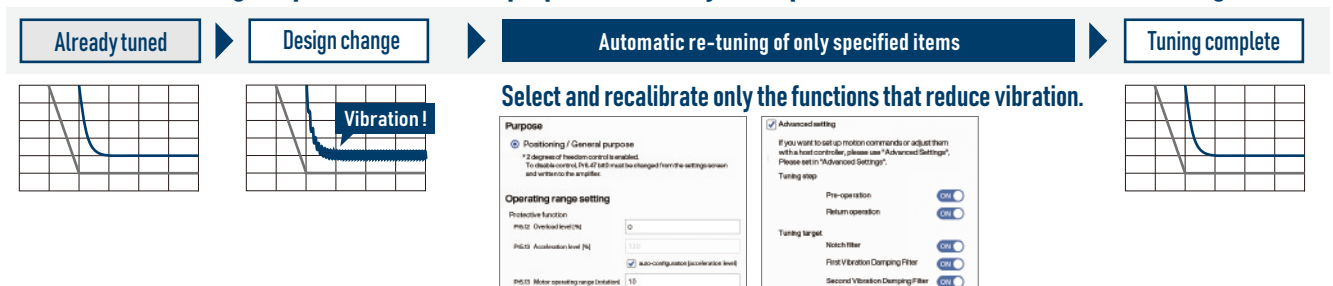 Already tuned
Design change
Automatic re-tuning of only specified items
Tuning complete
Vibration !
Select and recalibrate only the functions that reduce vibration.
Purpose
Positioning / General purpose
* 2 degrees of freedom control is enabled.
To disable control, Pr6.47 bit0 must be changed from the settings screen
and written to the amplifier.
Operating range setting
Protective function
Pr5.12 Overload level [%] 0
Acceleration level [%]
auto-configuration (acceleration level)
Motor operating range [rotation] 10
Advanced setting
If you want to set up motion commands or adjust them
with a host controller, please use "Advanced Settings".
Please set in "Advanced Settings".
Tuning step
Pre-operation ON
Return operation ON
Tuning target
Notch filter ON
First Vibration Damping Filter ON
Second Vibration Damping Filter ON